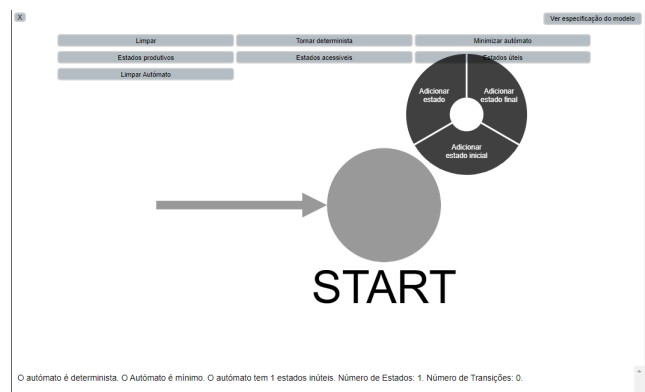 X
Ver especificação do modelo
Limpar
Tornar determinista
Minimizar autómato
Estados produtivos
Estados acessíveis
Estados úteis
Limpar Autómato
Adicionar
estado
Adicionar
estado final
Adicionar
estado inicial
START
O autómato é determinista. O Autómato é mínimo. O autómato tem 1 estados inúteis. Número de Estados: 1. Número de Transições: 0.